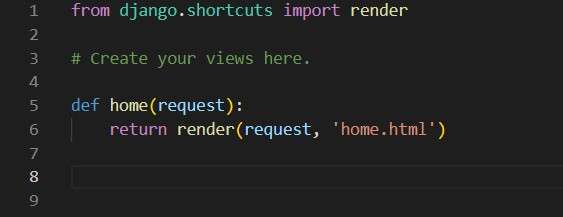 1 from django.shortcuts import render
2
3 # Create your views here.
4
5 def home(request):
6     return render(request, 'home.html')
7
8
9